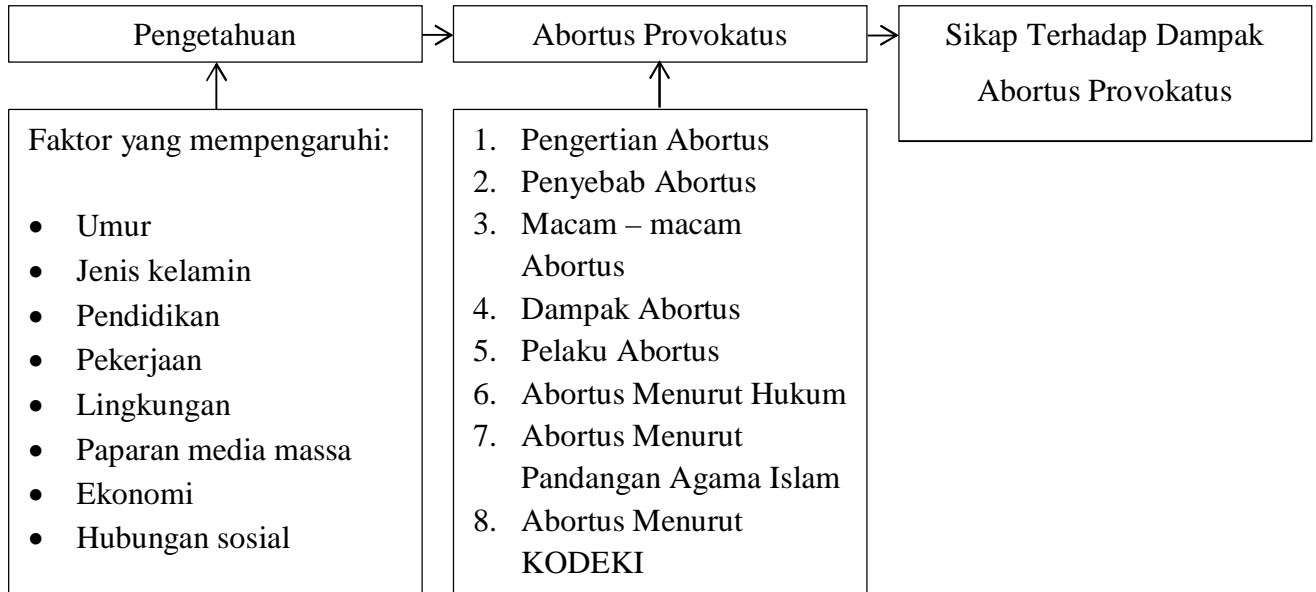 Pengetahuan
Abortus Provokatus
Sikap Terhadap Dampak
Abortus Provokatus
Faktor yang mempengaruhi:
• Umur
• Jenis kelamin
• Pendidikan
• Pekerjaan
• Lingkungan
• Paparan media massa
• Ekonomi
• Hubungan sosial
1. Pengertian Abortus
2. Penyebab Abortus
3. Macam – macam
Abortus
4. Dampak Abortus
5. Pelaku Abortus
6. Abortus Menurut Hukum
7. Abortus Menurut
Pandangan Agama Islam
8. Abortus Menurut
KODEKI